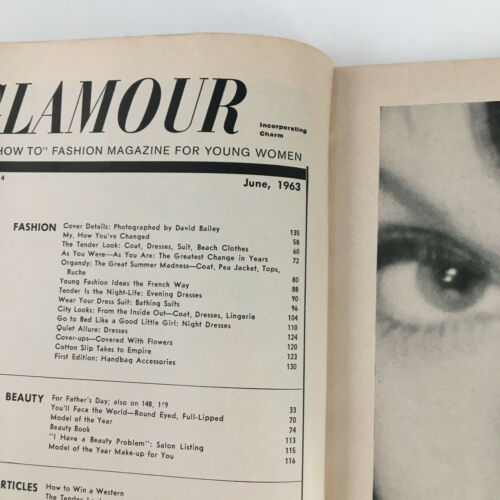 GLAMOUR
Incorporating
Charm
HOW TO" FASHION MAGAZINE FOR YOUNG WOMEN
4
June, 1963
FASHION Cover Details: Photographed by David Bailey 135
My, How You've Changed 58
The Tender Look: Coat, Dresses, Suit, Beach Clothes 60
As You Were—As You Are: The Greatest Change in Years 72
Organdy: The Great Summer Madness—Coat, Pea Jacket, Tops,
Ruche 80
Young Fashion Ideas the French Way 88
Tender Is the Night-Life: Evening Dresses 90
Wear Your Dress Suit: Bathing Suits 96
City Looks: From the Inside Out—Coat, Dresses, Lingerie 104
Go to Bed Like a Good Little Girl: Night Dresses 110
Quiet Allure: Dresses 124
Cover-ups—Covered With Flowers 120
Cotton Slip Takes to Empire 123
First Edition: Handbag Accessories 130
BEAUTY For Father's Day; also on 148, 149
You'll Face the World—Round Eyed, Full-Lipped 33
Model of the Year 70
Beauty Book 74
"I Have a Beauty Problem": Salon Listing 113
Model of the Year Make-up for You 115
116
ARTICLES How to Win a Western
The Tender